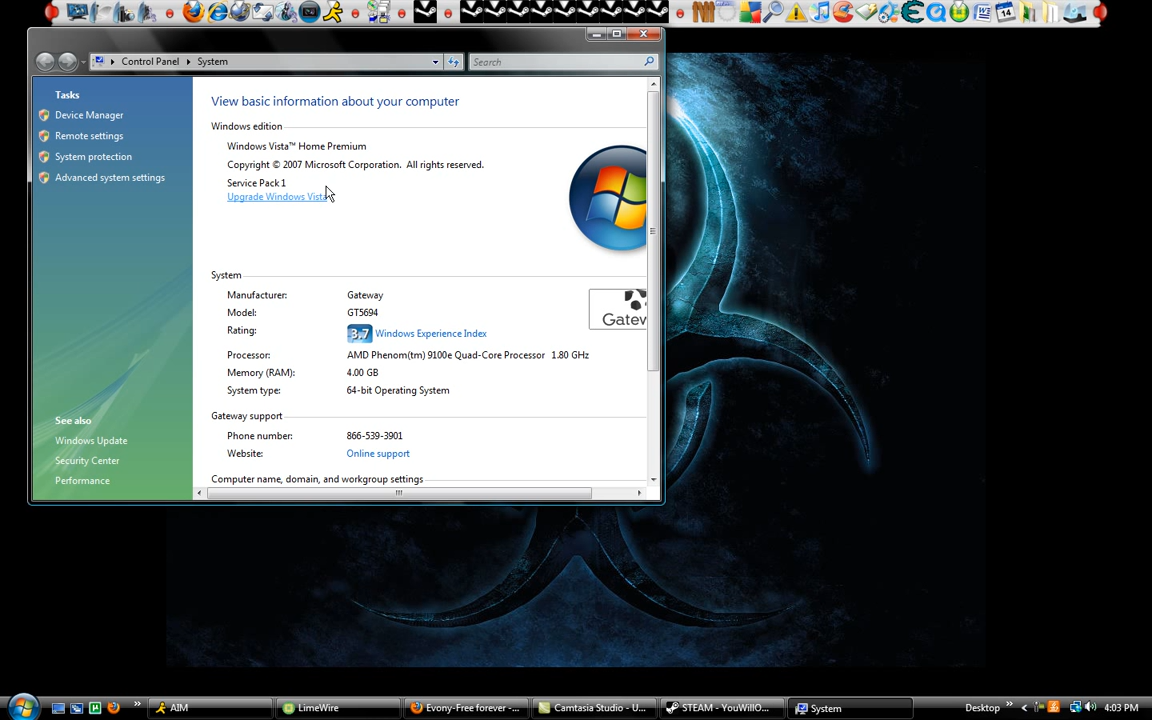 14
Control Panel
System
Search
Tasks
Device Manager
Remote settings
System protection
Advanced system settings
See also
Windows Update
Security Center
Performance
View basic information about your computer
Windows edition
Windows Vista™ Home Premium
Copyright © 2007 Microsoft Corporation. All rights reserved.
Service Pack 1
Upgrade Windows Vista
System
Manufacturer: Gateway
Model: GT5694
Rating: 3.7 Windows Experience Index
Processor: AMD Phenom(tm) 9100e Quad-Core Processor 1.80 GHz
Memory (RAM): 4.00 GB
System type: 64-bit Operating System
Gatew
Gateway support
Phone number: 866-539-3901
Website: Online support
Computer name, domain, and workgroup settings
AIM
LimeWire
Evony-Free forever - ...
Camtasia Studio - U...
STEAM - YouWillO...
System
Desktop
4:03 PM